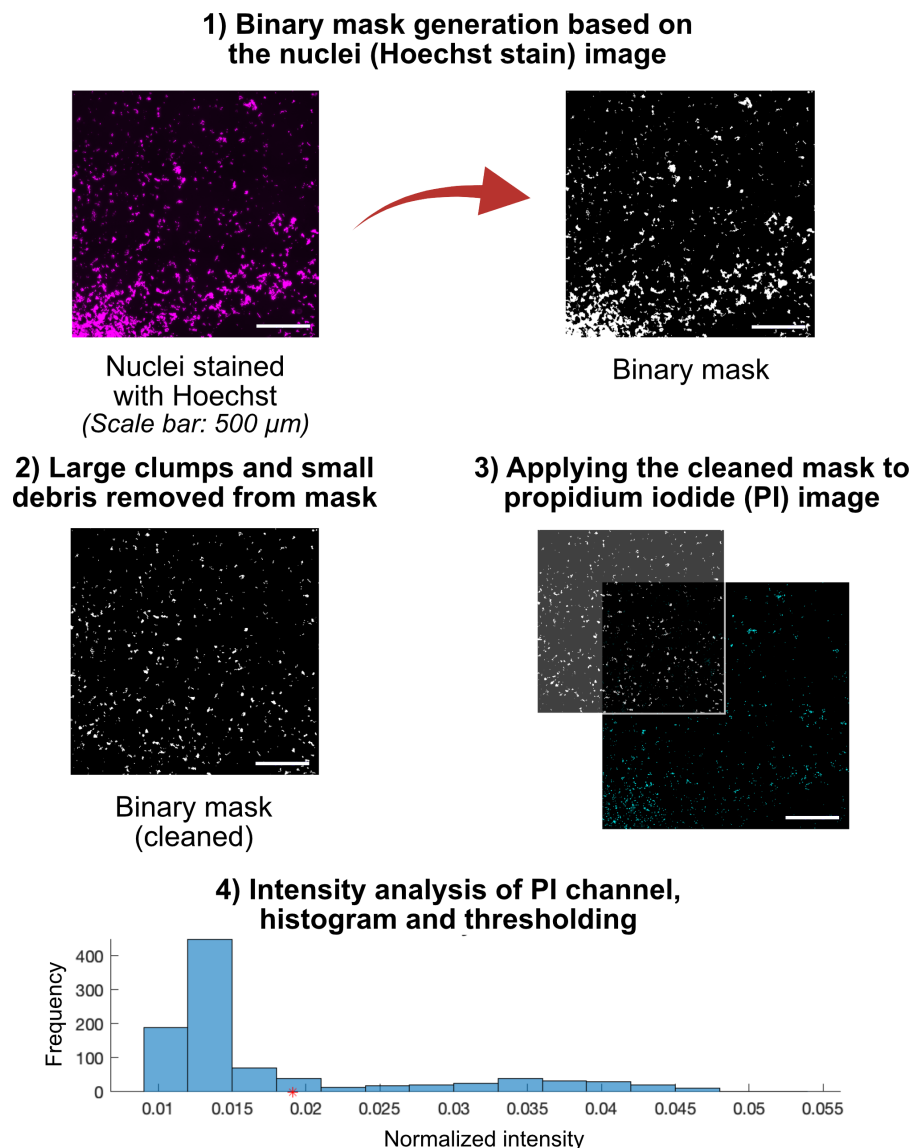 1) Binary mask generation based on
the nuclei (Hoechst stain) image
Nuclei stained
with Hoechst
(Scale bar: 500 µm)
Binary mask
2) Large clumps and small
debris removed from mask
3) Applying the cleaned mask to
propidium iodide (PI) image
Binary mask
(cleaned)
4) Intensity analysis of PI channel,
histogram and thresholding
Frequency
400
300
200
100
0
0.01 0.015 0.02 0.025 0.03 0.035 0.04 0.045 0.05 0.055
Normalized intensity